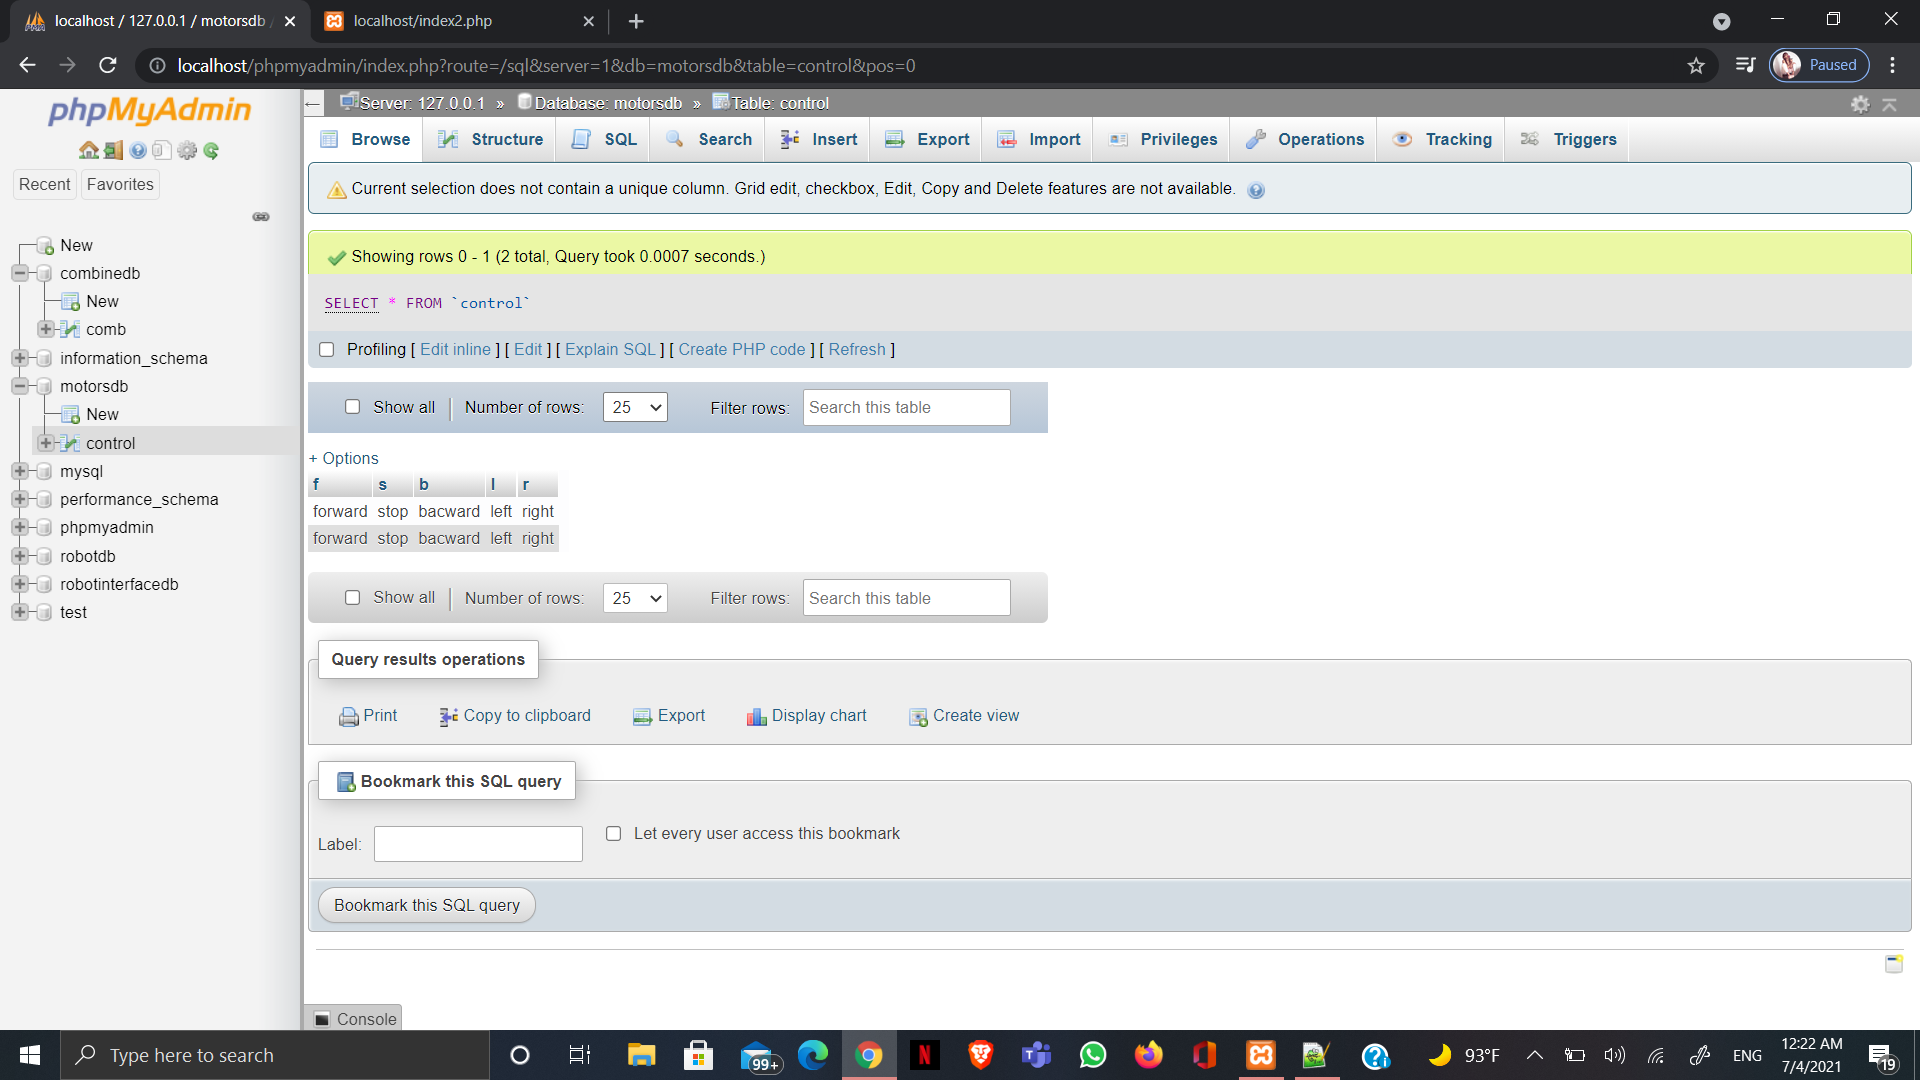 localhost / 127.0.0.1 / motorsdb
localhost/index2.php
localhost/phpmyadmin/index.php?route=/sql&server=1&db=motorsdb&table=control&pos=0
Paused
phpMyAdmin
Recent
Favorites
New
combinedb
New
comb
information_schema
motorsdb
New
control
mysql
performance_schema
phpmyadmin
robotdb
robotinterfacedb
test
Server: 127.0.0.1 » Database: motorsdb » Table: control
Browse Structure SQL Search Insert Export Import Privileges Operations Tracking Triggers
Current selection does not contain a unique column. Grid edit, checkbox, Edit, Copy and Delete features are not available.
Showing rows 0 - 1 (2 total, Query took 0.0007 seconds.)
SELECT * FROM `control`
Profiling [ Edit inline ] [ Edit ] [ Explain SQL ] [ Create PHP code ] [ Refresh ]
Show all Number of rows: 25 Filter rows: Search this table
+ Options
f s b l r
forward stop bacward left right
forward stop bacward left right
Show all Number of rows: 25 Filter rows: Search this table
Query results operations
Print Copy to clipboard Export Display chart Create view
Bookmark this SQL query
Label: Let every user access this bookmark
Bookmark this SQL query
Console
Type here to search
99+
93°F
ENG
12:22 AM
7/4/2021
19